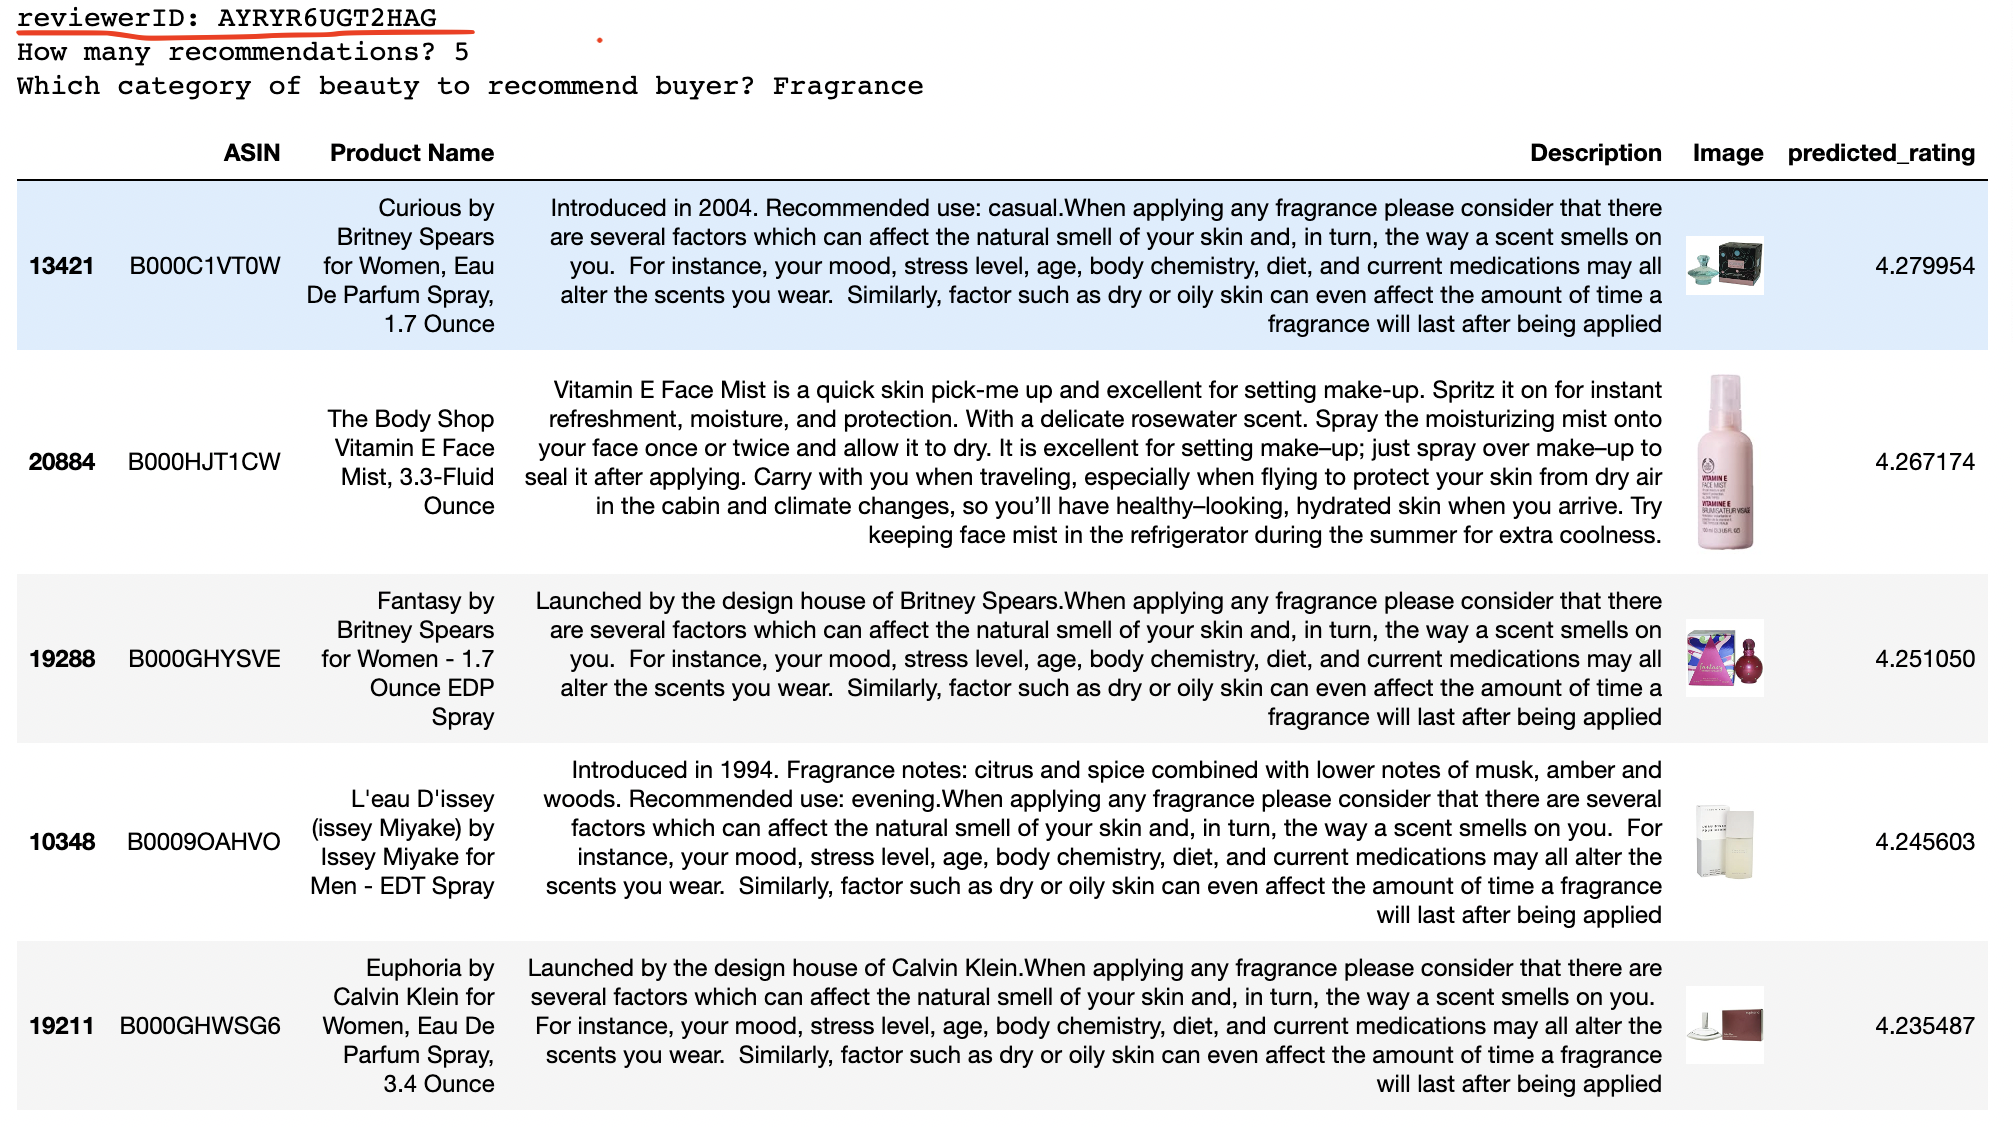 reviewerID: AYRYR6UGT2HAG
How many recommendations? 5
Which category of beauty to recommend buyer? Fragrance
ASIN Product Name Description Image predicted_rating
13421 B000C1VT0W
Curious by
Britney Spears
for Women, Eau
De Parfum Spray,
1.7 Ounce
Introduced in 2004. Recommended use: casual.When applying any fragrance please consider that there
are several factors which can affect the natural smell of your skin and, in turn, the way a scent smells on
you.  For instance, your mood, stress level, age, body chemistry, diet, and current medications may all
alter the scents you wear.  Similarly, factor such as dry or oily skin can even affect the amount of time a
fragrance will last after being applied
4.279954
20884 B000HJT1CW
The Body Shop
Vitamin E Face
Mist, 3.3-Fluid
Ounce
Vitamin E Face Mist is a quick skin pick-me up and excellent for setting make-up. Spritz it on for instant
refreshment, moisture, and protection. With a delicate rosewater scent. Spray the moisturizing mist onto
your face once or twice and allow it to dry. It is excellent for setting make–up; just spray over make–up to
seal it after applying. Carry with you when traveling, especially when flying to protect your skin from dry air
in the cabin and climate changes, so you’ll have healthy–looking, hydrated skin when you arrive. Try
keeping face mist in the refrigerator during the summer for extra coolness.
VITAMIN E
FACE MIST
VITAMINE E
BRUMISATEUR VISAGE
4.267174
19288 B000GHYSVE
Fantasy by
Britney Spears
for Women - 1.7
Ounce EDP
Spray
Launched by the design house of Britney Spears.When applying any fragrance please consider that there
are several factors which can affect the natural smell of your skin and, in turn, the way a scent smells on
you.  For instance, your mood, stress level, age, body chemistry, diet, and current medications may all
alter the scents you wear.  Similarly, factor such as dry or oily skin can even affect the amount of time a
fragrance will last after being applied
fantasy
4.251050
10348 B0009OAHVO
L'eau D'issey
(issey Miyake) by
Issey Miyake for
Men - EDT Spray
Introduced in 1994. Fragrance notes: citrus and spice combined with lower notes of musk, amber and
woods. Recommended use: evening.When applying any fragrance please consider that there are several
factors which can affect the natural smell of your skin and, in turn, the way a scent smells on you.  For
instance, your mood, stress level, age, body chemistry, diet, and current medications may all alter the
scents you wear.  Similarly, factor such as dry or oily skin can even affect the amount of time a fragrance
will last after being applied
4.245603
19211 B000GHWSG6
Euphoria by
Calvin Klein for
Women, Eau De
Parfum Spray,
3.4 Ounce
Launched by the design house of Calvin Klein.When applying any fragrance please consider that there are
several factors which can affect the natural smell of your skin and, in turn, the way a scent smells on you.
For instance, your mood, stress level, age, body chemistry, diet, and current medications may all alter the
scents you wear.  Similarly, factor such as dry or oily skin can even affect the amount of time a fragrance
will last after being applied
4.235487